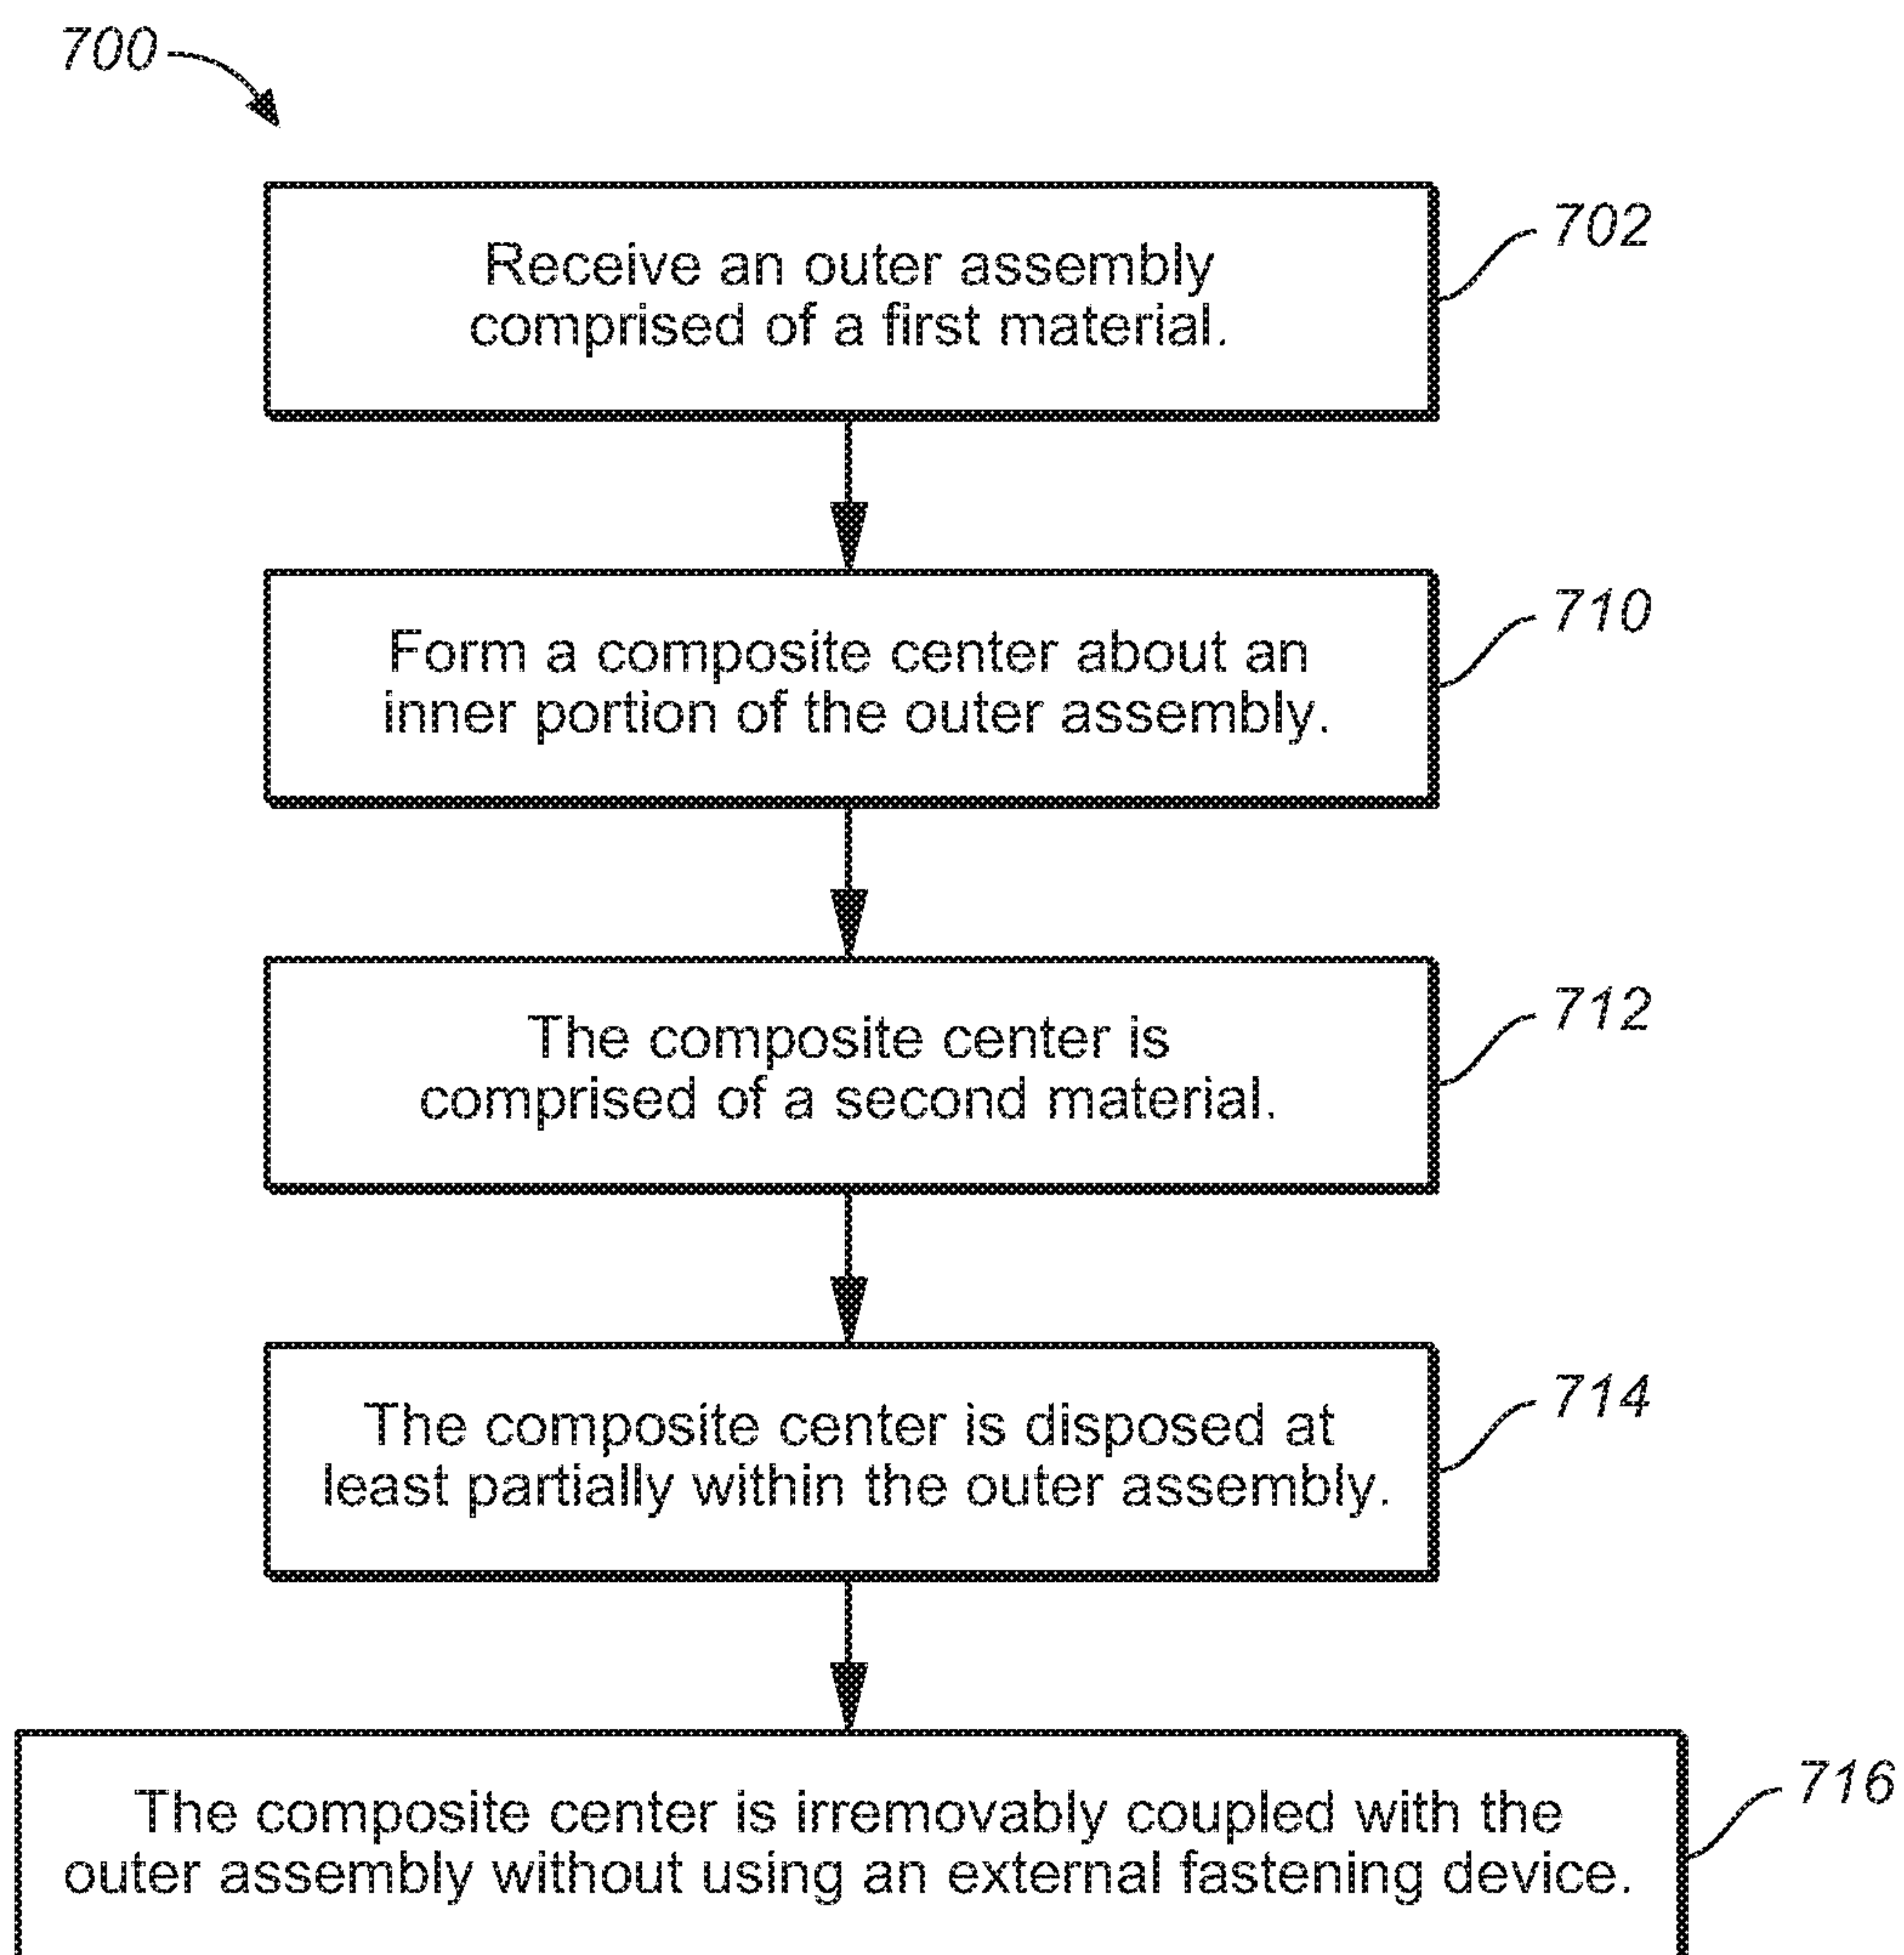 700
Receive an outer assembly
comprised of a first material.
702
Form a composite center about an
inner portion of the outer assembly.
710
The composite center is
comprised of a second material.
712
The composite center is disposed at
least partially within the outer assembly.
714
The composite center is irremovably coupled with the
outer assembly without using an external fastening device.
716